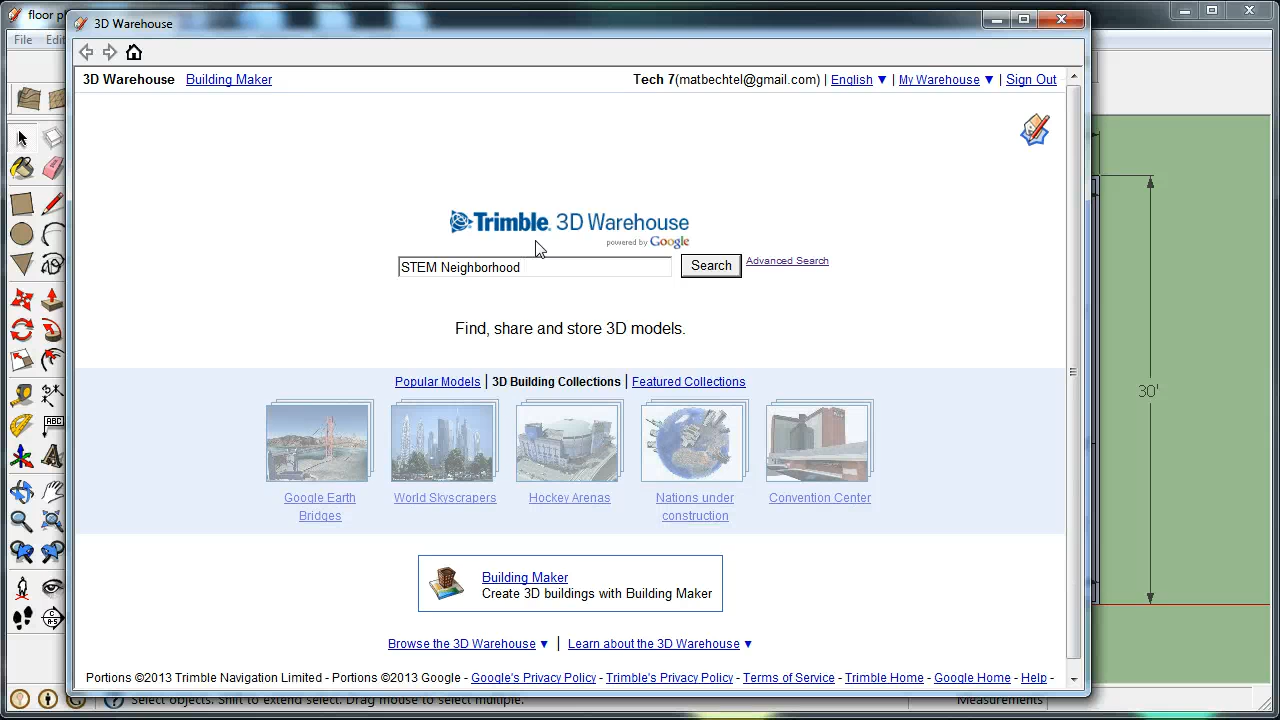 floor p
3D Warehouse
File Edi
3D Warehouse Building Maker Tech 7(matbechtel@gmail.com) | English ▼ | My Warehouse ▼ | Sign Out
Trimble. 3D Warehouse
powered by Google
STEM Neighborhood Search Advanced Search
Find, share and store 3D models.
Popular Models | 3D Building Collections | Featured Collections
30'
ABC
Google Earth Bridges
World Skyscrapers
Hockey Arenas
Nations under construction
Convention Center
Building Maker
Create 3D buildings with Building Maker
Browse the 3D Warehouse ▼ | Learn about the 3D Warehouse ▼
Portions ©2013 Trimble Navigation Limited - Portions ©2013 Google - Google's Privacy Policy - Trimble's Privacy Policy - Terms of Service - Trimble Home - Google Home - Help -
Select objects. Shift to extend select. Drag mouse to select multiple. Measurements